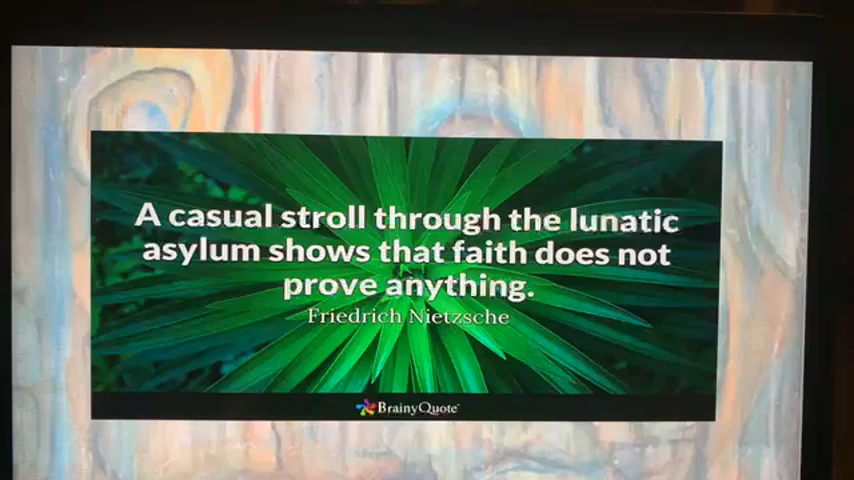 A casual stroll through the lunatic
asylum shows that faith does not
prove anything.
Friedrich Nietzsche
BrainyQuote